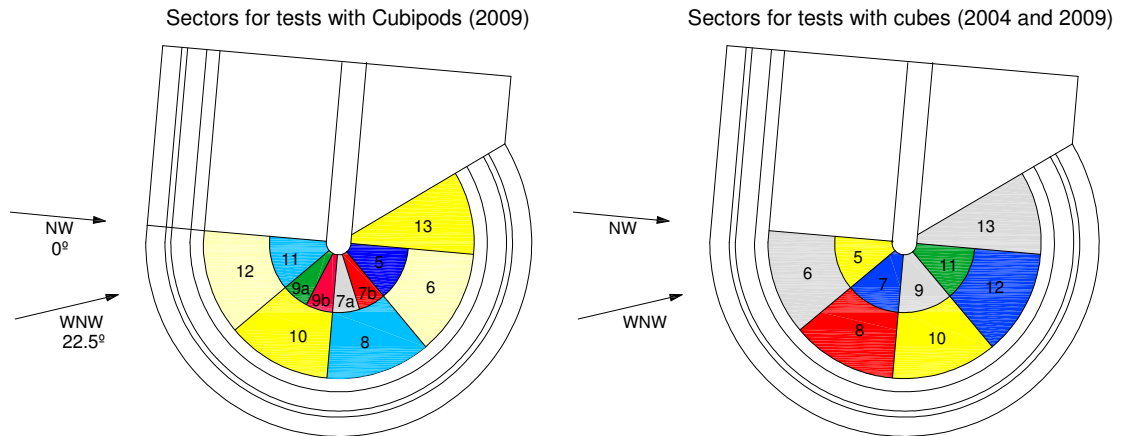 Sectors for tests with Cubipods (2009)
Sectors for tests with cubes (2004 and 2009)
NW
0º
WNW
22.5º
13
12
11
5
6
9a
9b
7a
7b
10
8
NW
WNW
13
6
5
11
12
7
9
8
10